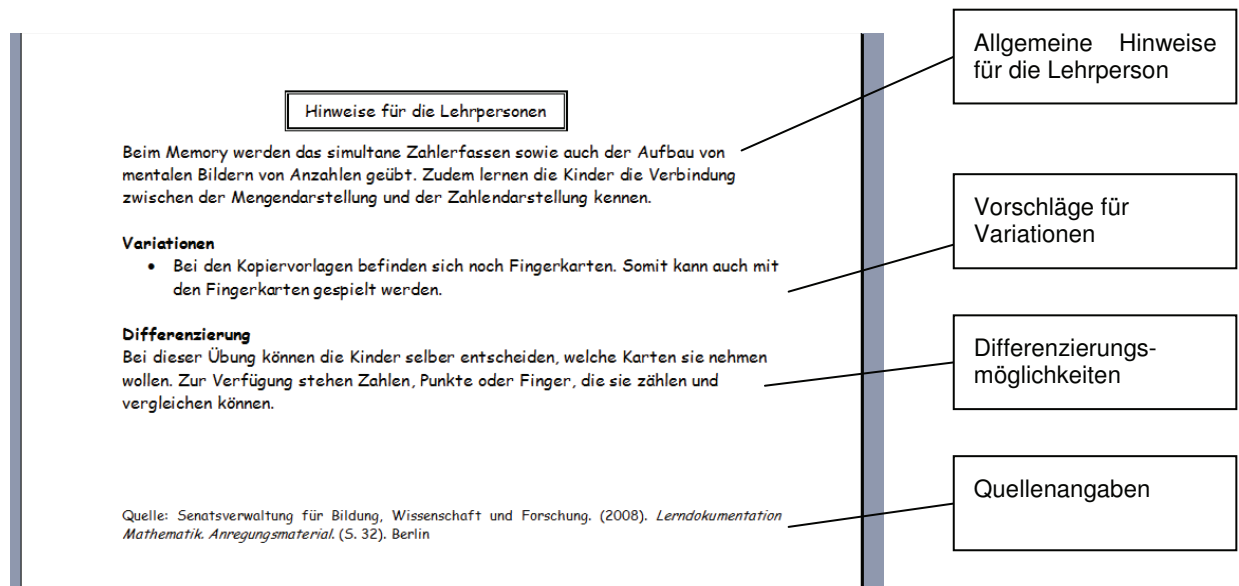 Hinweise für die Lehrpersonen
Beim Memory werden das simultane Zahlerfassen sowie auch der Aufbau von
mentalen Bildern von Anzahlen geübt. Zudem lernen die Kinder die Verbindung
zwischen der Mengendarstellung und der Zahlendarstellung kennen.
Variationen
• Bei den Kopiervorlagen befinden sich noch Fingerkarten. Somit kann auch mit
den Fingerkarten gespielt werden.
Differenzierung
Bei dieser Übung können die Kinder selber entscheiden, welche Karten sie nehmen
wollen. Zur Verfügung stehen Zahlen, Punkte oder Finger, die sie zählen und
vergleichen können.
Quelle: Senatsverwaltung für Bildung, Wissenschaft und Forschung. (2008). Lerndokumentation
Mathematik. Anregungsmaterial. (S. 32). Berlin
Allgemeine Hinweise
für die Lehrperson
Vorschläge für
Variationen
Differenzierungs-
möglichkeiten
Quellenangaben